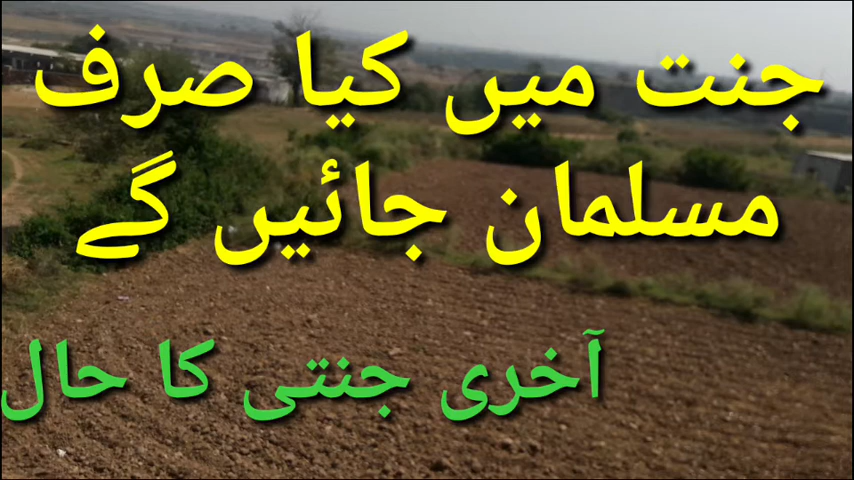 جنت میں کیا صرف
مسلمان جائیں گے
آخری جنتی کا حال